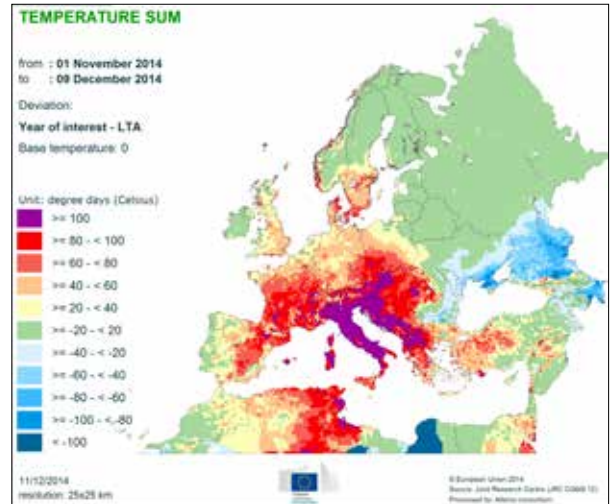 TEMPERATURE SUM
from : 01 November 2014
to : 09 December 2014
Deviation:
Year of interest - LTA
Base temperature: 0
Unit: degree days (Celsius)
>= 100
>= 80 - < 100
>= 60 - < 80
>= 40 - < 60
>= 20 - < 40
>= -20 - < 20
>= -40 - < -20
>= -60 - < -40
>= -80 - < -60
>= -100 - < -80
< -100
11/12/2014
resolution: 25x25 km
© European Union 2014
Source: Joint Research Centre
Processed by: Alterra consortium